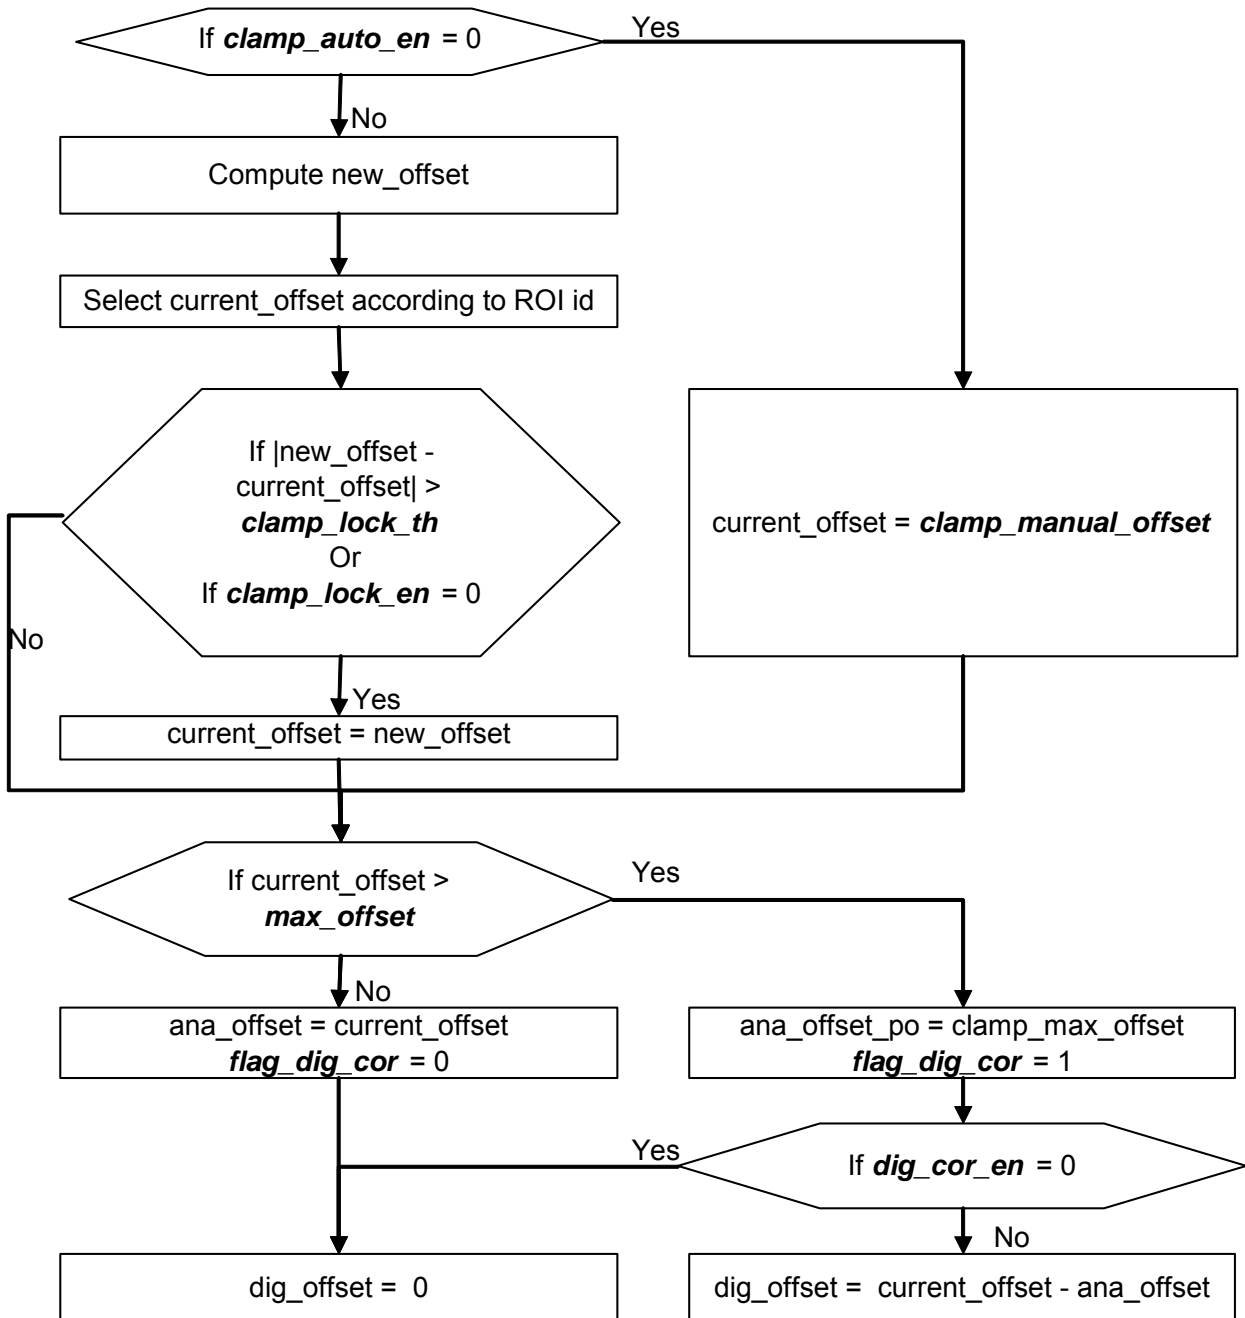 If clamp_auto_en = 0
Yes
No
Compute new_offset
Select current_offset according to ROI id
If |new_offset -
current_offset| >
clamp_lock_th
Or
If clamp_lock_en = 0
current_offset = clamp_manual_offset
No
Yes
current_offset = new_offset
If current_offset >
max_offset
Yes
No
ana_offset = current_offset
flag_dig_cor = 0
ana_offset_po = clamp_max_offset
flag_dig_cor = 1
Yes
If dig_cor_en = 0
No
dig_offset = 0
dig_offset = current_offset - ana_offset